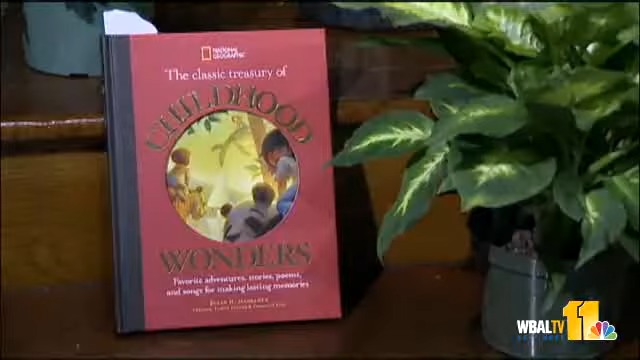 NATIONAL
GEOGRAPHIC
The classic treasury of
CHILDHOOD
WONDERS
Favorite adventures, stories, poems,
and songs for making lasting memories
WBALTV 11